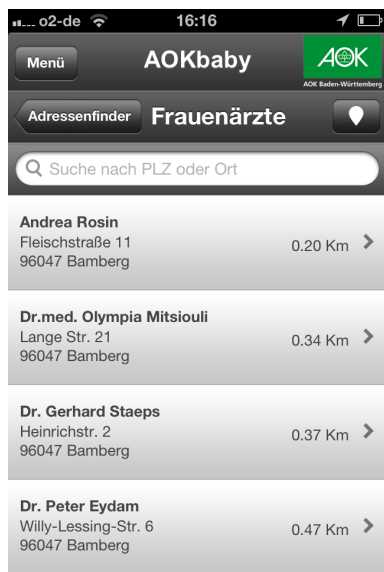 o2-de 16:16
Menü AOKbaby AOK
AOK Baden-Württemberg
Adressenfinder Frauenärzte
Suche nach PLZ oder Ort
Andrea Rosin
Fleischstraße 11 0.20 Km
96047 Bamberg
Dr.med. Olympia Mitsiouli
Lange Str. 21 0.34 Km
96047 Bamberg
Dr. Gerhard Staeps
Heinrichstr. 2 0.37 Km
96047 Bamberg
Dr. Peter Eydam
Willy-Lessing-Str. 6 0.47 Km
96047 Bamberg